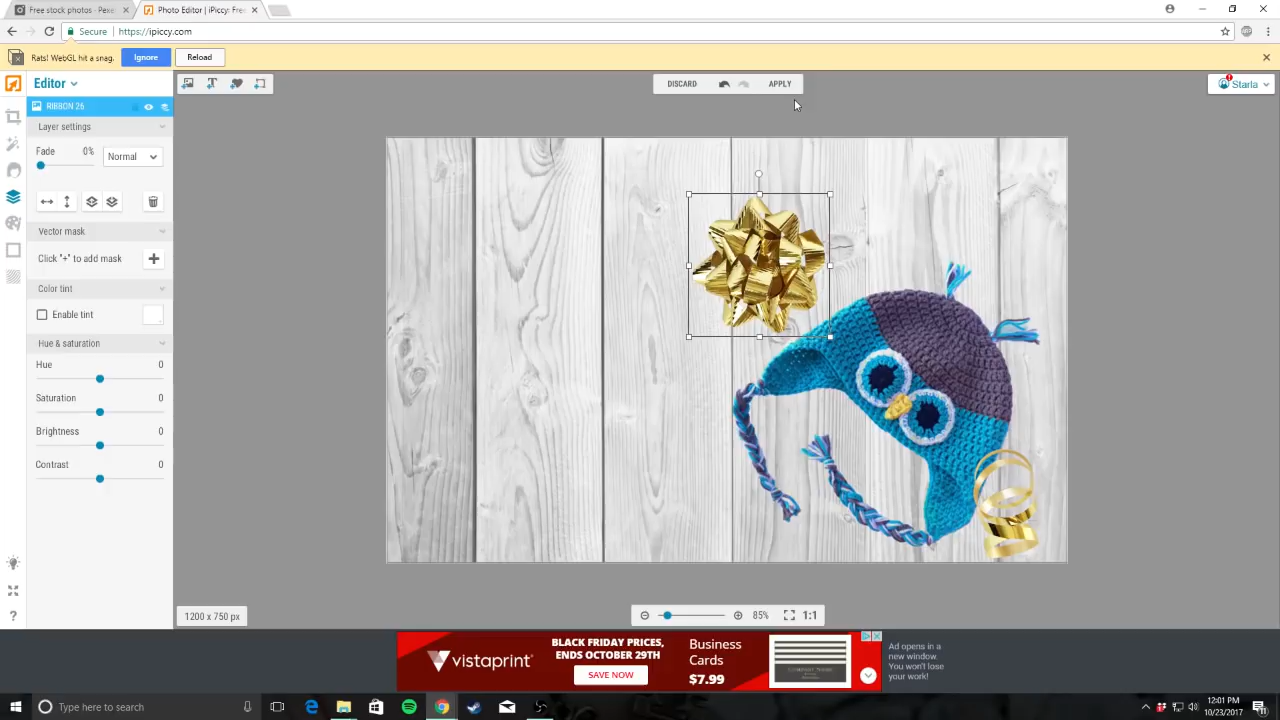 Free stock photos - Pexels
Photo Editor | iPiccy: Free
Secure
https://ipiccy.com
Rats! WebGL hit a snag.
Ignore
Reload
Editor
DISCARD
APPLY
Starla
RIBBON 26
Layer settings
Fade
0%
Normal
Vector mask
Click "+" to add mask
Color tint
Enable tint
Hue & saturation
Hue
0
Saturation
0
Brightness
0
Contrast
0
1200 x 750 px
85%
1:1
?
vistaprint
BLACK FRIDAY PRICES,
ENDS OCTOBER 29TH
SAVE NOW
Business
Cards
$7.99
Ad opens in a
new window.
You won't lose
your work!
Type here to search
12:01 PM
10/23/2017